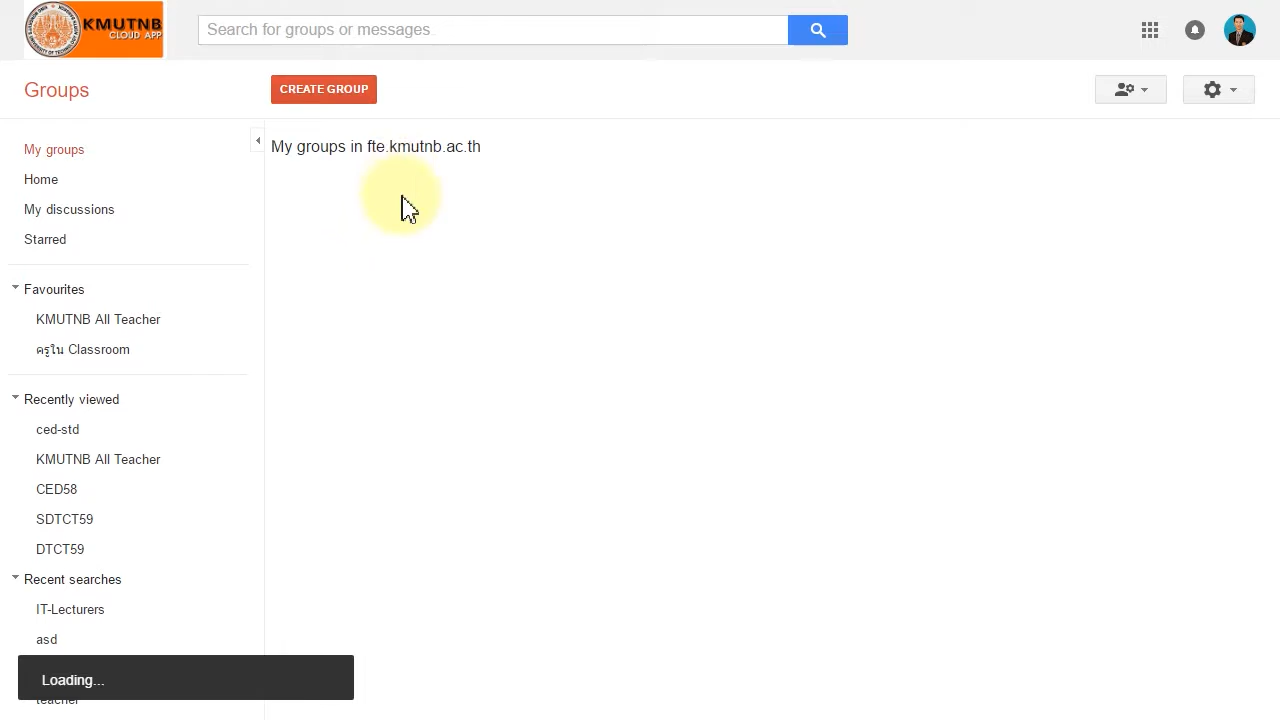 KMUTNB
CLOUD APP
Search for groups or messages
Groups
CREATE GROUP
My groups
Home
My discussions
Starred
Favourites
KMUTNB All Teacher
ครูใน Classroom
Recently viewed
ced-std
KMUTNB All Teacher
CED58
SDTCT59
DTCT59
Recent searches
IT-Lecturers
asd
teacher
My groups in fte.kmutnb.ac.th
Loading...